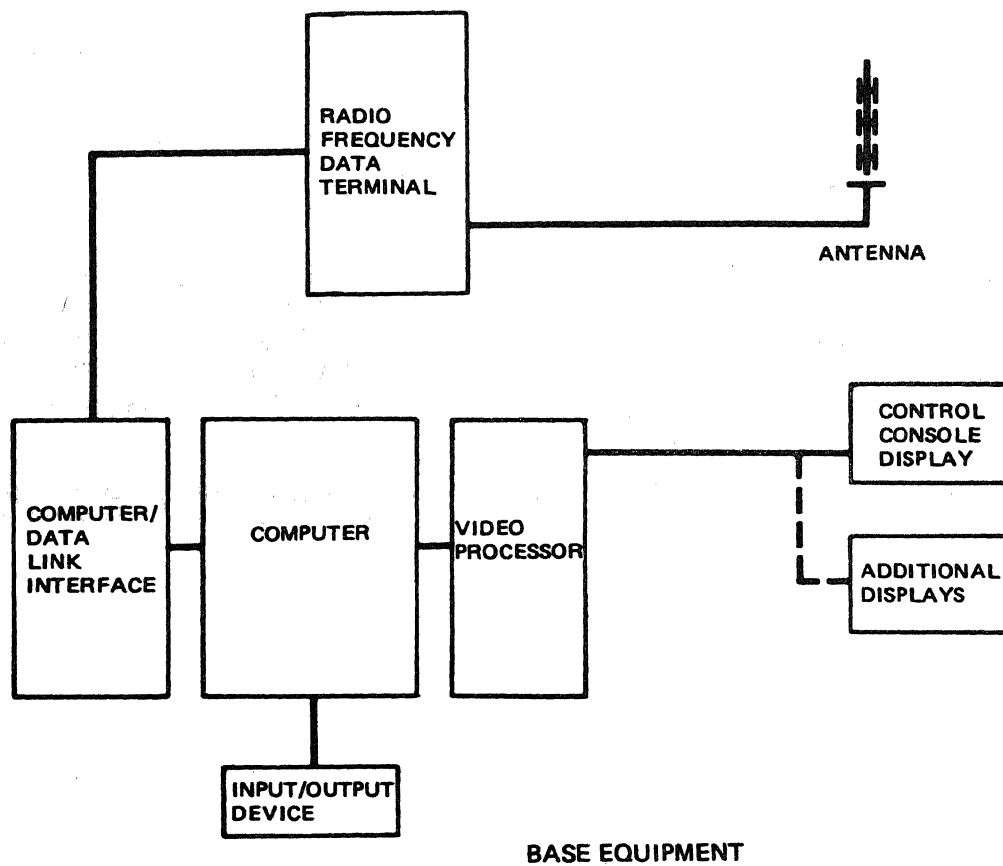 RADIO
FREQUENCY
DATA
TERMINAL
ANTENNA
CONTROL
CONSOLE
DISPLAY
COMPUTER/
DATA
LINK
INTERFACE
COMPUTER
VIDEO
PROCESSOR
ADDITIONAL
DISPLAYS
INPUT/OUTPUT
DEVICE
BASE EQUIPMENT